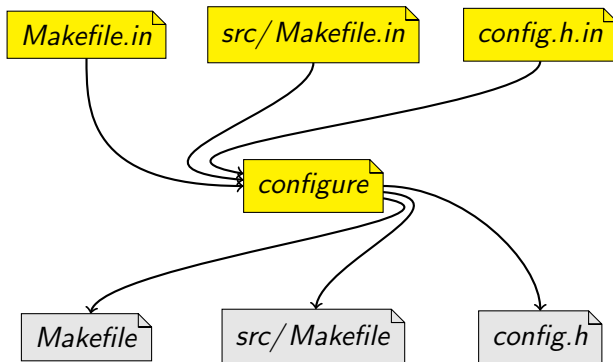 Makefile.in
src/Makefile.in
config.h.in
configure
Makefile
src/Makefile
config.h